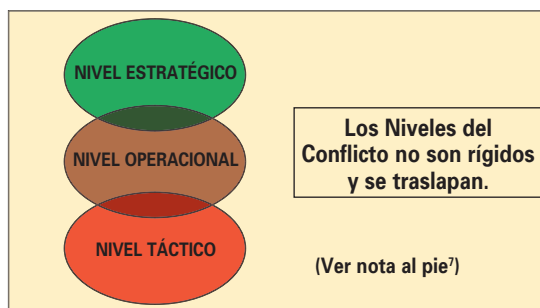 NIVEL ESTRATÉGICO
NIVEL OPERACIONAL
NIVEL TÁCTICO
Los Niveles del
Conflicto no son rígidos
y se traslapan.
(Ver nota al pie⁷)